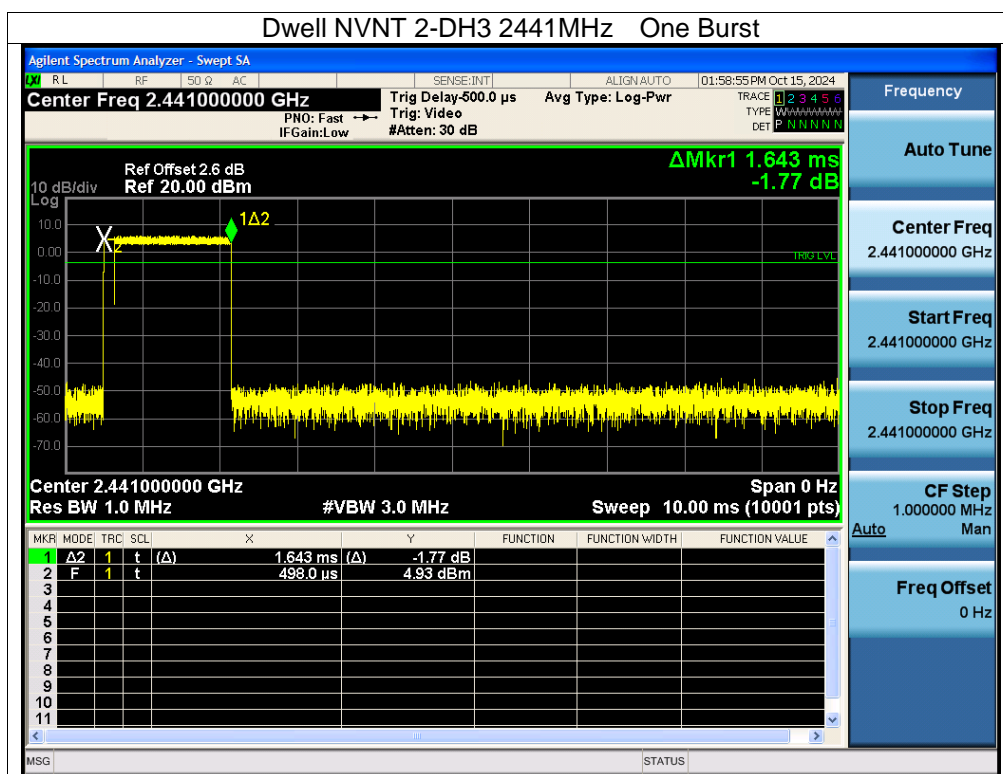 Dwell NVNT 2-DH3 2441MHz One Burst
Agilent Spectrum Analyzer - Swept SA
LXI RL RF 50 Ω AC SENSE:INT ALIGN AUTO 01:58:55 PM Oct 15, 2024
Center Freq 2.441000000 GHz
PNO: Fast
IFGain:Low
Trig Delay-500.0 µs
Trig: Video
#Atten: 30 dB
Avg Type: Log-Pwr
TRACE 1 2 3 4 5 6
TYPE WWWWWW
DET P N N N N N
ΔMkr1 1.643 ms
-1.77 dB
Ref Offset 2.6 dB
10 dB/div Ref 20.00 dBm
Log
10.0
0.00
-10.0
-20.0
-30.0
-40.0
-50.0
-60.0
-70.0
1Δ2
2
TRIG LVL
Center 2.441000000 GHz Span 0 Hz
Res BW 1.0 MHz #VBW 3.0 MHz Sweep 10.00 ms (10001 pts)
MKR MODE TRC SCL X Y FUNCTION FUNCTION WIDTH FUNCTION VALUE
1 Δ2 1 t (Δ) 1.643 ms (Δ) -1.77 dB
2 F 1 t 498.0 µs 4.93 dBm
3
4
5
6
7
8
9
10
11
MSG STATUS
Frequency
Auto Tune
Center Freq
2.441000000 GHz
Start Freq
2.441000000 GHz
Stop Freq
2.441000000 GHz
CF Step
1.000000 MHz
Auto Man
Freq Offset
0 Hz